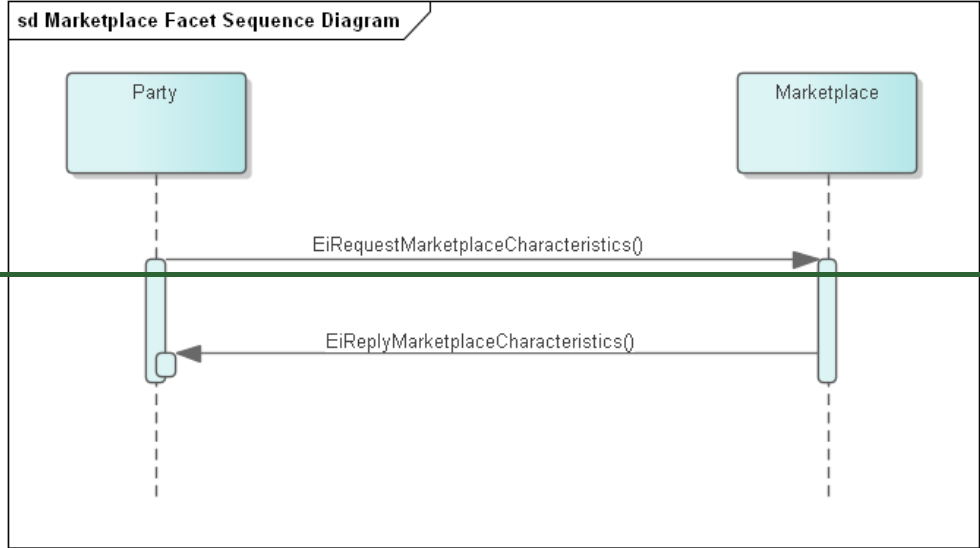 sd Marketplace Facet Sequence Diagram
Party
Marketplace
EiRequestMarketplaceCharacteristics()
EiReplyMarketplaceCharacteristics()